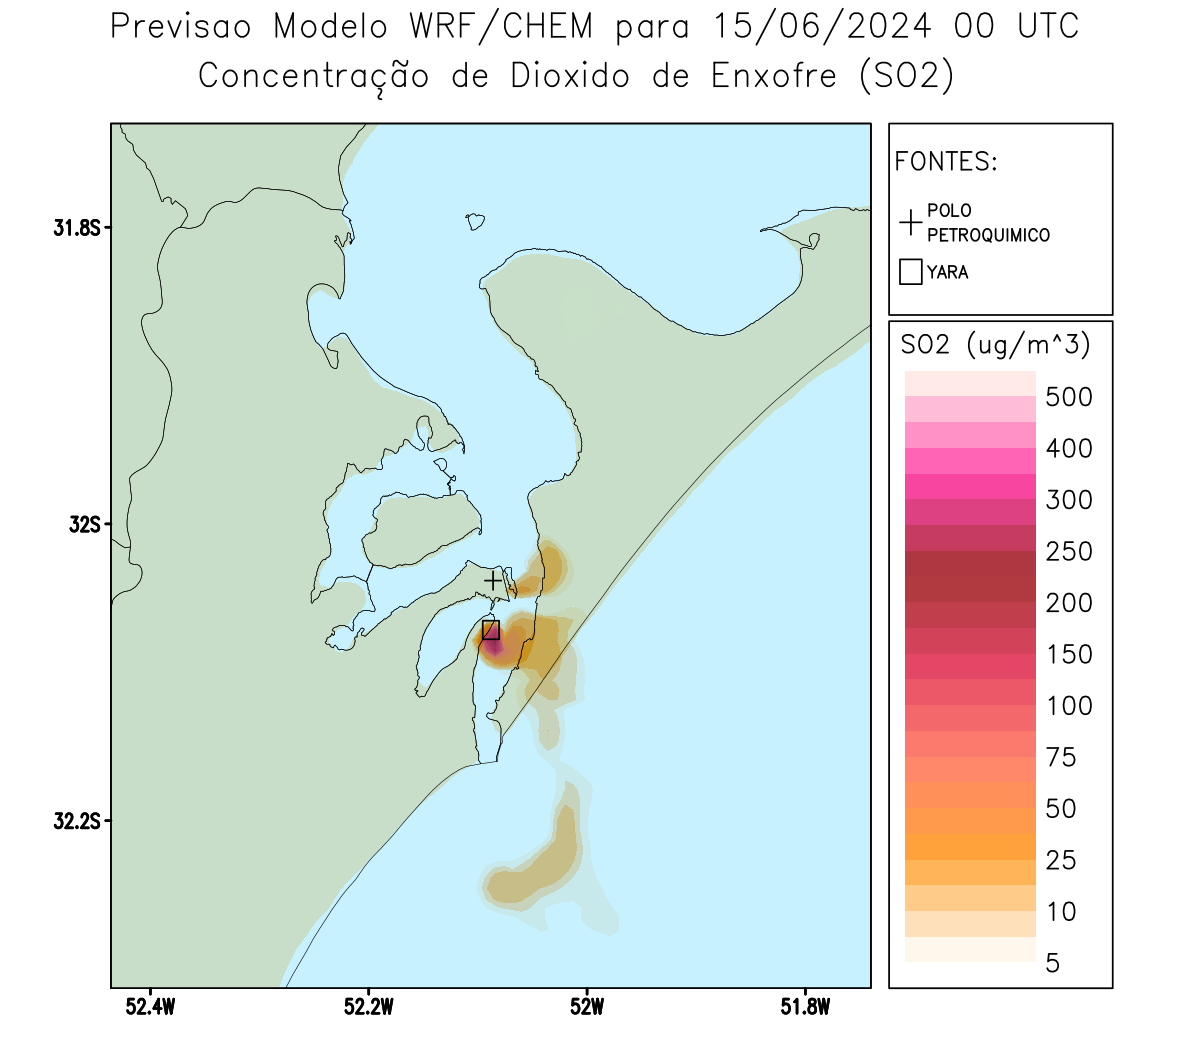 Previsao Modelo WRF/CHEM para 15/06/2024 00 UTC
Concentração de Dioxido de Enxofre (SO2)
FONTES:
POLO
PETROQUIMICO
YARA
SO2 (ug/m^3)
500
400
300
250
200
150
100
75
50
25
10
5
31.8S
32S
32.2S
52.4W
52.2W
52W
51.8W